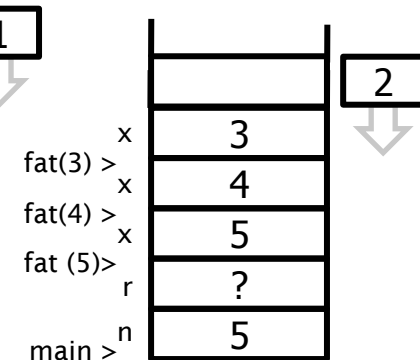 1
2
x 3
fat(3) >
x 4
fat(4) >
x 5
fat (5)>
r ?
n 5
main >